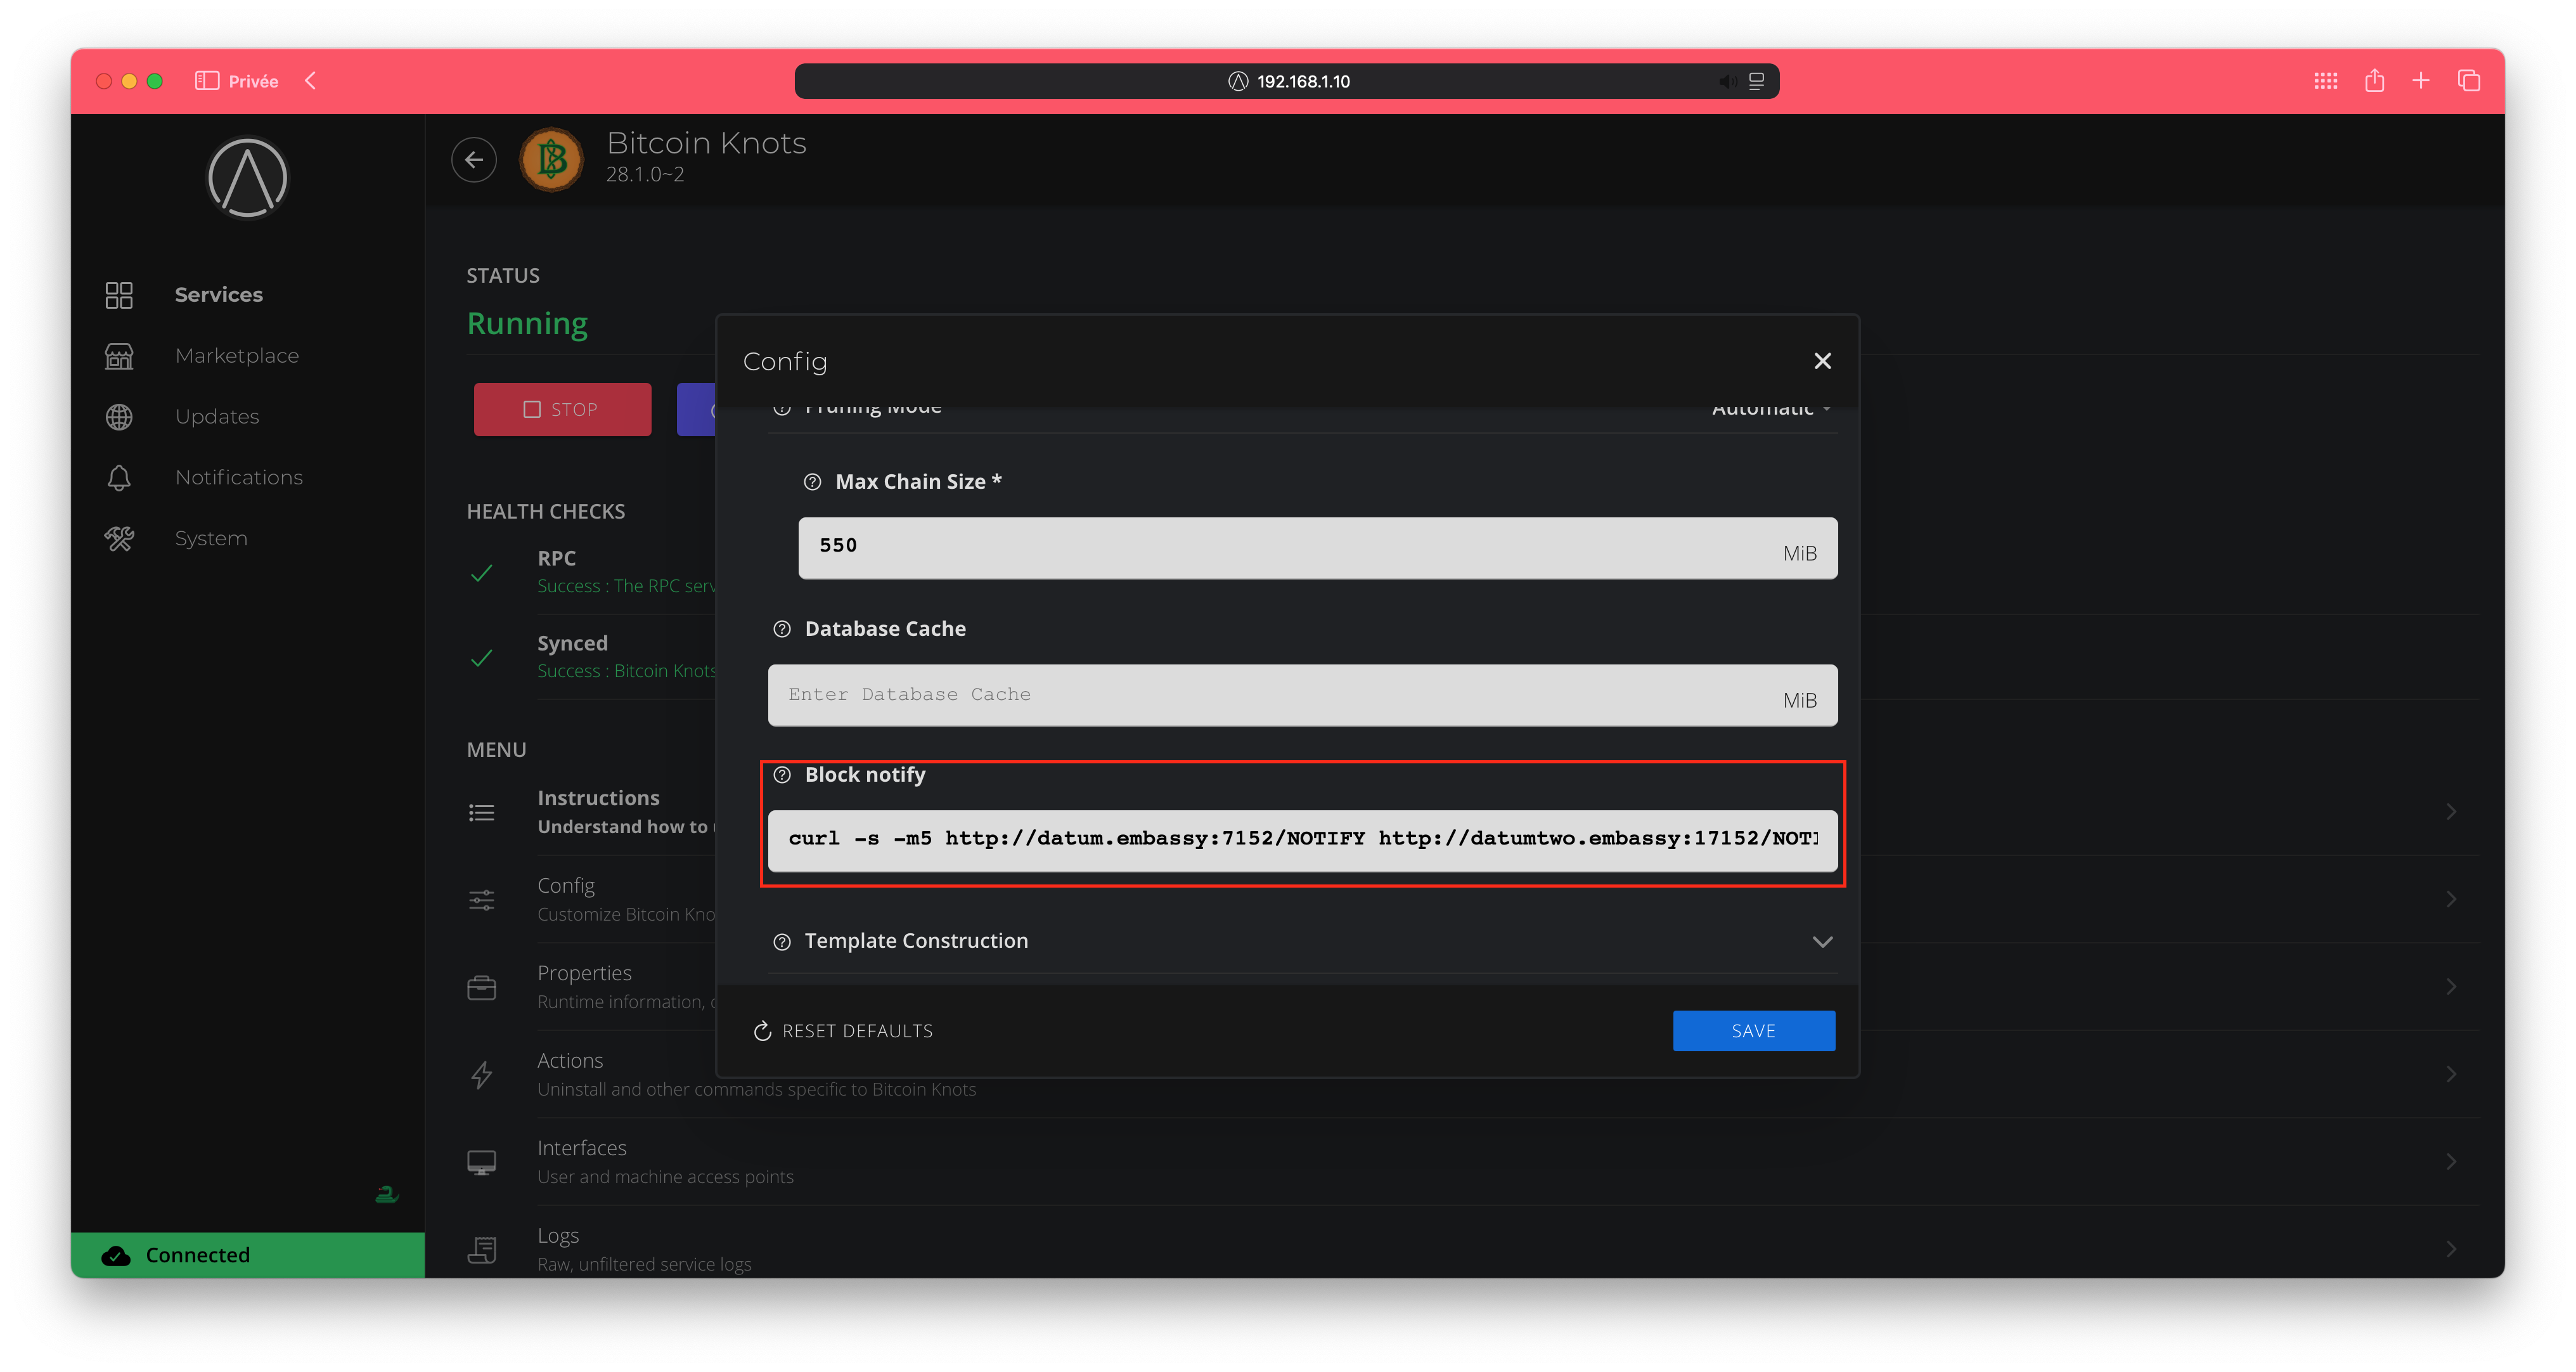 Privée
192.168.1.10
Bitcoin Knots
28.1.0~2
Services
Marketplace
Updates
Notifications
System
Connected
STATUS
Running
STOP
HEALTH CHECKS
RPC
Success : The RPC serv
Synced
Success : Bitcoin Knots
MENU
Instructions
Understand how to
Config
Customize Bitcoin Kno
Properties
Runtime information,
Actions
Uninstall and other commands specific to Bitcoin Knots
Interfaces
User and machine access points
Logs
Raw, unfiltered service logs
Config
Pruning Mode
Automatic
Max Chain Size *
550
MiB
Database Cache
Enter Database Cache
MiB
Block notify
curl -s -m5 http://datum.embassy:7152/NOTIFY http://datumtwo.embassy:17152/NOTI
Template Construction
RESET DEFAULTS
SAVE